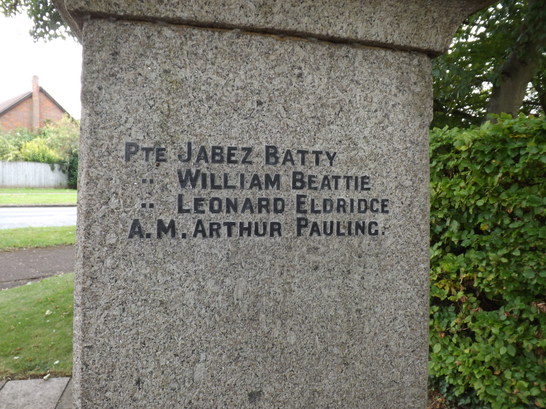 PTE JABEZ BATTY
" WILLIAM BEATTIE
" LEONARD ELDRIDGE
A.M. ARTHUR PAULING.